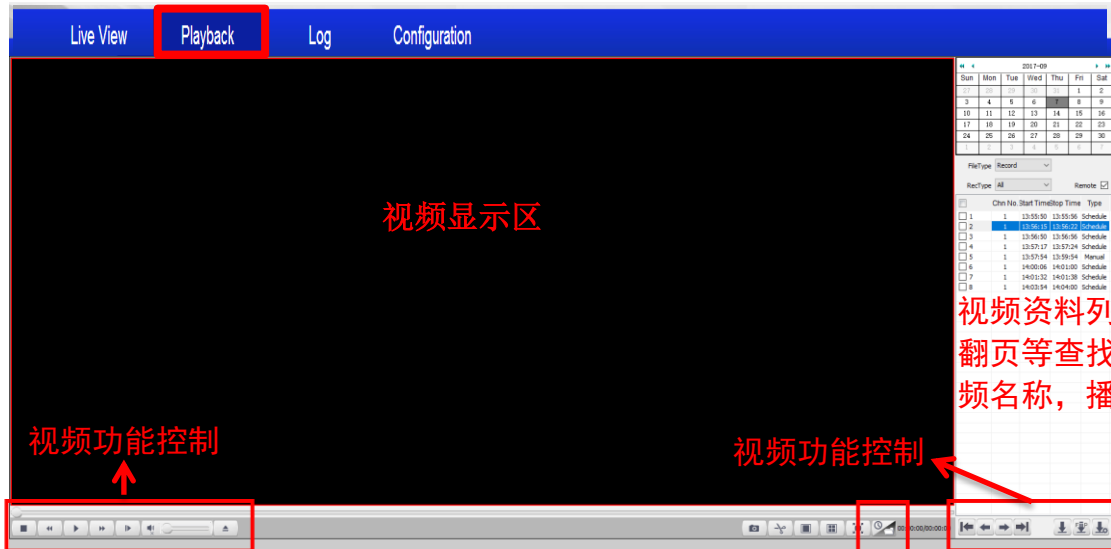 Live View Playback Log Configuration
2017-09
Sun Mon Tue Wed Thu Fri Sat
27 28 29 30 31 1 2
3 4 5 6 7 8 9
10 11 12 13 14 15 16
17 18 19 20 21 22 23
24 25 26 27 28 29 30
1 2 3 4 5 6 7
FileType Record
RecType All Remote
Chn No. Start Time Stop Time Type
1 1 13:55:50 13:55:56 Schedule
2 1 13:56:15 13:56:22 Schedule
3 1 13:56:50 13:56:56 Schedule
4 1 13:57:17 13:57:24 Schedule
5 1 13:57:54 13:59:54 Manual
6 1 14:00:06 14:01:00 Schedule
7 1 14:01:32 14:01:38 Schedule
8 1 14:03:54 14:04:00 Schedule
视频显示区
视频资料列
翻页等查找
频名称，播
视频功能控制
视频功能控制
00:00:00/00:00:0